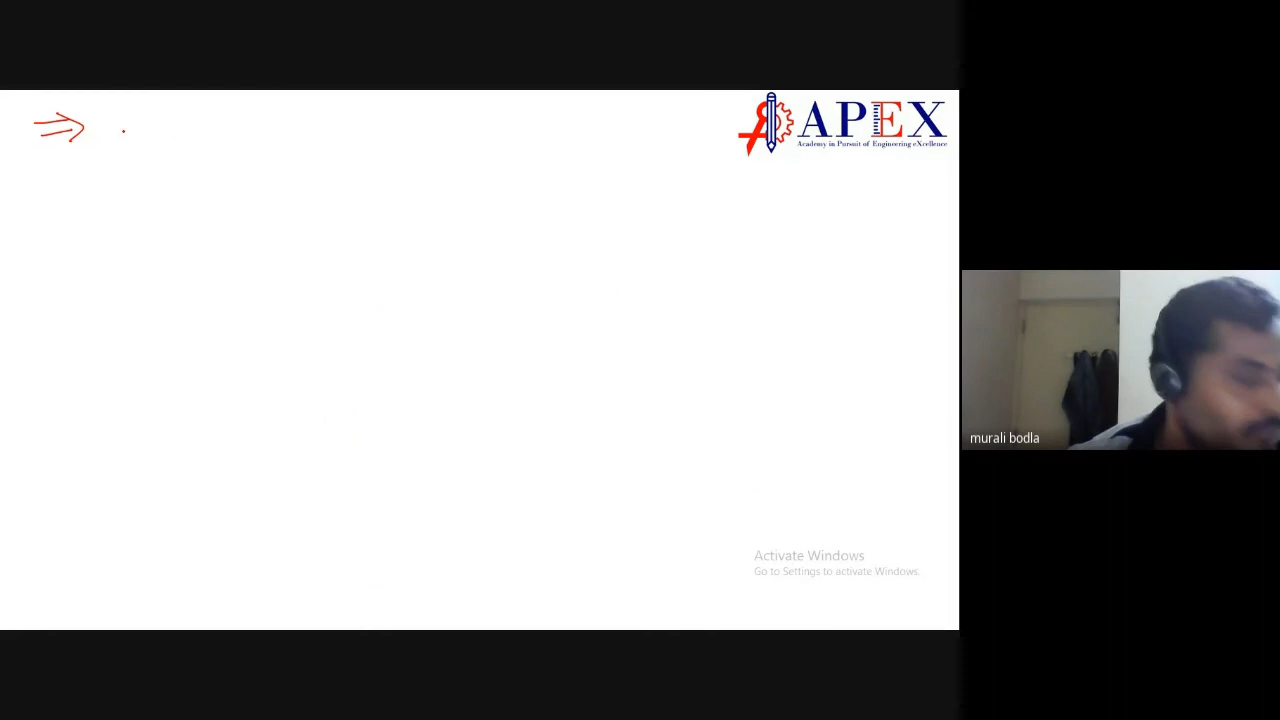 APEX
Academy in Pursuit of Engineering eXcellence
murali bodla
Activate Windows
Go to Settings to activate Windows.